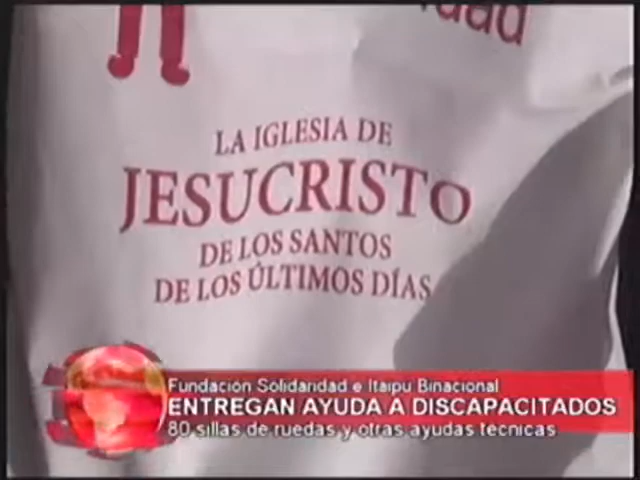 LA IGLESIA DE
JESUCRISTO
DE LOS SANTOS
DE LOS ÚLTIMOS DÍAS
Fundación Solidaridad e Itaipu Binacional
ENTREGAN AYUDA A DISCAPACITADOS
80 sillas de ruedas y otras ayudas técnicas